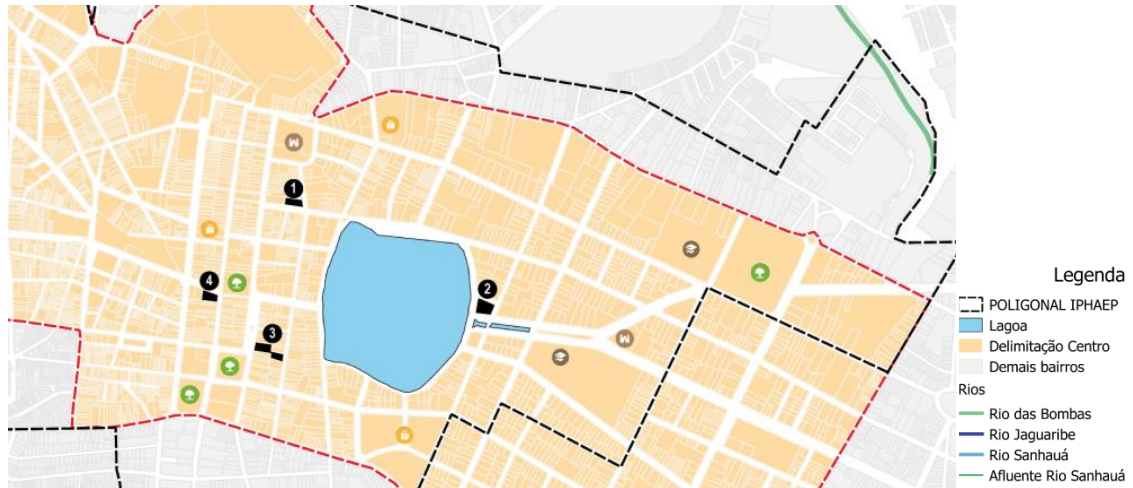 1
2
4
3
Legenda
POLIGONAL IPHAEP
Lagoa
Delimitação Centro
Demais bairros
Rios
Rio das Bombas
Rio Jaguaribe
Rio Sanhauá
Afluente Rio Sanhauá